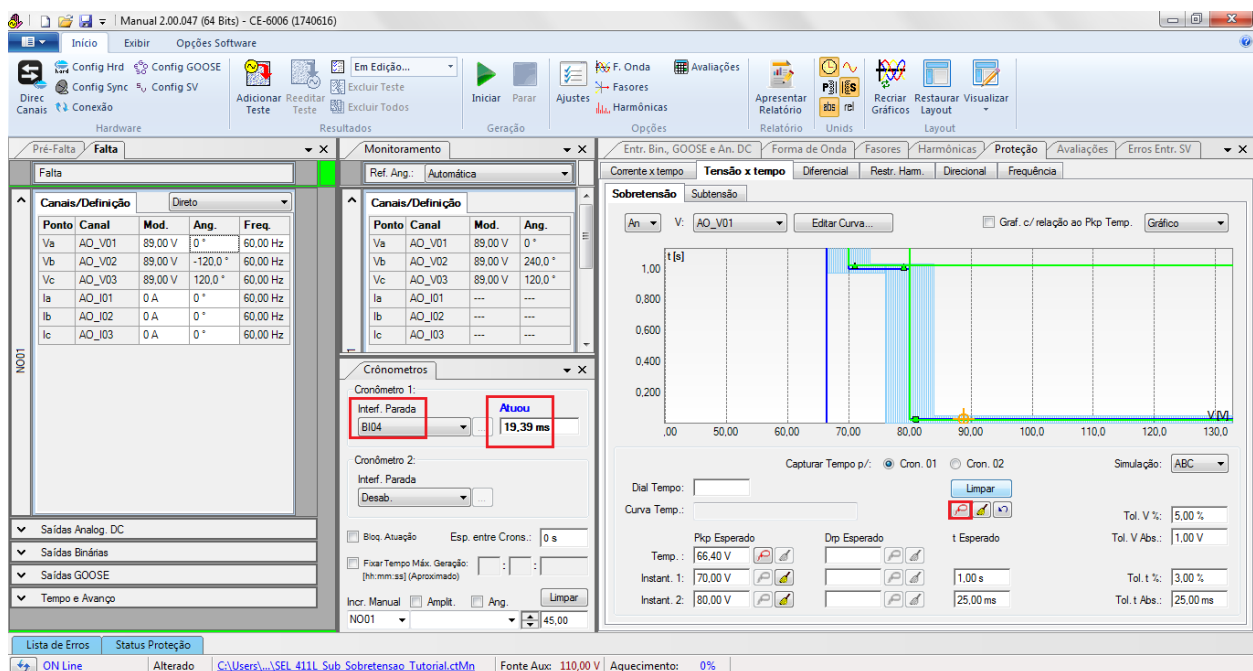 Manual 2.00.047 (64 Bits) - CE-6006 (1740616)
Início Exibir Opções Software
Direc Canais
Config Hrd Config GOOSE
Config Sync Config SV
Conexão
Hardware
Adicionar Teste
Reeditar Teste
Em Edição...
Excluir Teste
Excluir Todos
Resultados
Iniciar Parar
Geração
Ajustes
F. Onda Avaliações
Fasores
Harmônicas
Opções
Apresentar Relatório
Relatório
abs rel
Unids
Recriar Gráficos
Restaurar Layout
Visualizar
Layout
Pré-Falta Falta
Falta
Canais/Definição Direto
Ponto Canal Mod. Ang. Freq.
Va AO_V01 89,00 V 0 ° 60,00 Hz
Vb AO_V02 89,00 V -120,0 ° 60,00 Hz
Vc AO_V03 89,00 V 120,0 ° 60,00 Hz
Ia AO_I01 0 A 0 ° 60,00 Hz
Ib AO_I02 0 A 0 ° 60,00 Hz
Ic AO_I03 0 A 0 ° 60,00 Hz
NO01
Saídas Analog. DC
Saídas Binárias
Saídas GOOSE
Tempo e Avanço
Monitoramento
Ref. Ang.: Automática
Canais/Definição
Ponto Canal Mod. Ang.
Va AO_V01 89,00 V 0 °
Vb AO_V02 89,00 V 240,0 °
Vc AO_V03 89,00 V 120,0 °
Ia AO_I01 --- ---
Ib AO_I02 --- ---
Ic AO_I03 --- ---
Crônometros
Cronômetro 1:
Interf. Parada Atuou
BI04 ... 19,39 ms
Cronômetro 2:
Interf. Parada
Desab. ...
Bloq. Atuação Esp. entre Crons.: 0 s
Fixar Tempo Máx. Geração: : :
[hh:mm:ss] (Aproximado)
Incr. Manual Amplit. Ang. Limpar
NO01 45,00
Entr. Bin., GOOSE e An. DC Forma de Onda Fasores Harmônicas Proteção Avaliações Erros Entr. SV
Corrente x tempo Tensão x tempo Diferencial Restr. Harm. Direcional Frequência
Sobretensão Subtensão
An V: AO_V01 Editar Curva... Graf. c/ relação ao Pkp Temp. Gráfico
t [s]
1,00
0,800
0,600
0,400
0,200
V [V]
,00 50,00 60,00 70,00 80,00 90,00 100,0 110,0 120,0 130,0
Capturar Tempo p/: Cron. 01 Cron. 02 Simulação: ABC
Dial Tempo: Limpar
Curva Temp.: Tol. V %: 5,00 %
Pkp Esperado Drp Esperado t Esperado Tol. V Abs.: 1,00 V
Temp. : 66,40 V
Instant. 1: 70,00 V 1,00 s Tol. t %: 3,00 %
Instant. 2: 80,00 V 25,00 ms Tol. t Abs.: 25,00 ms
Lista de Erros Status Proteção
ON Line Alterado C:\Users\...\SEL_411L_Sub_Sobretensao_Tutorial.ctMn Fonte Aux: 110,00 V Aquecimento: 0%